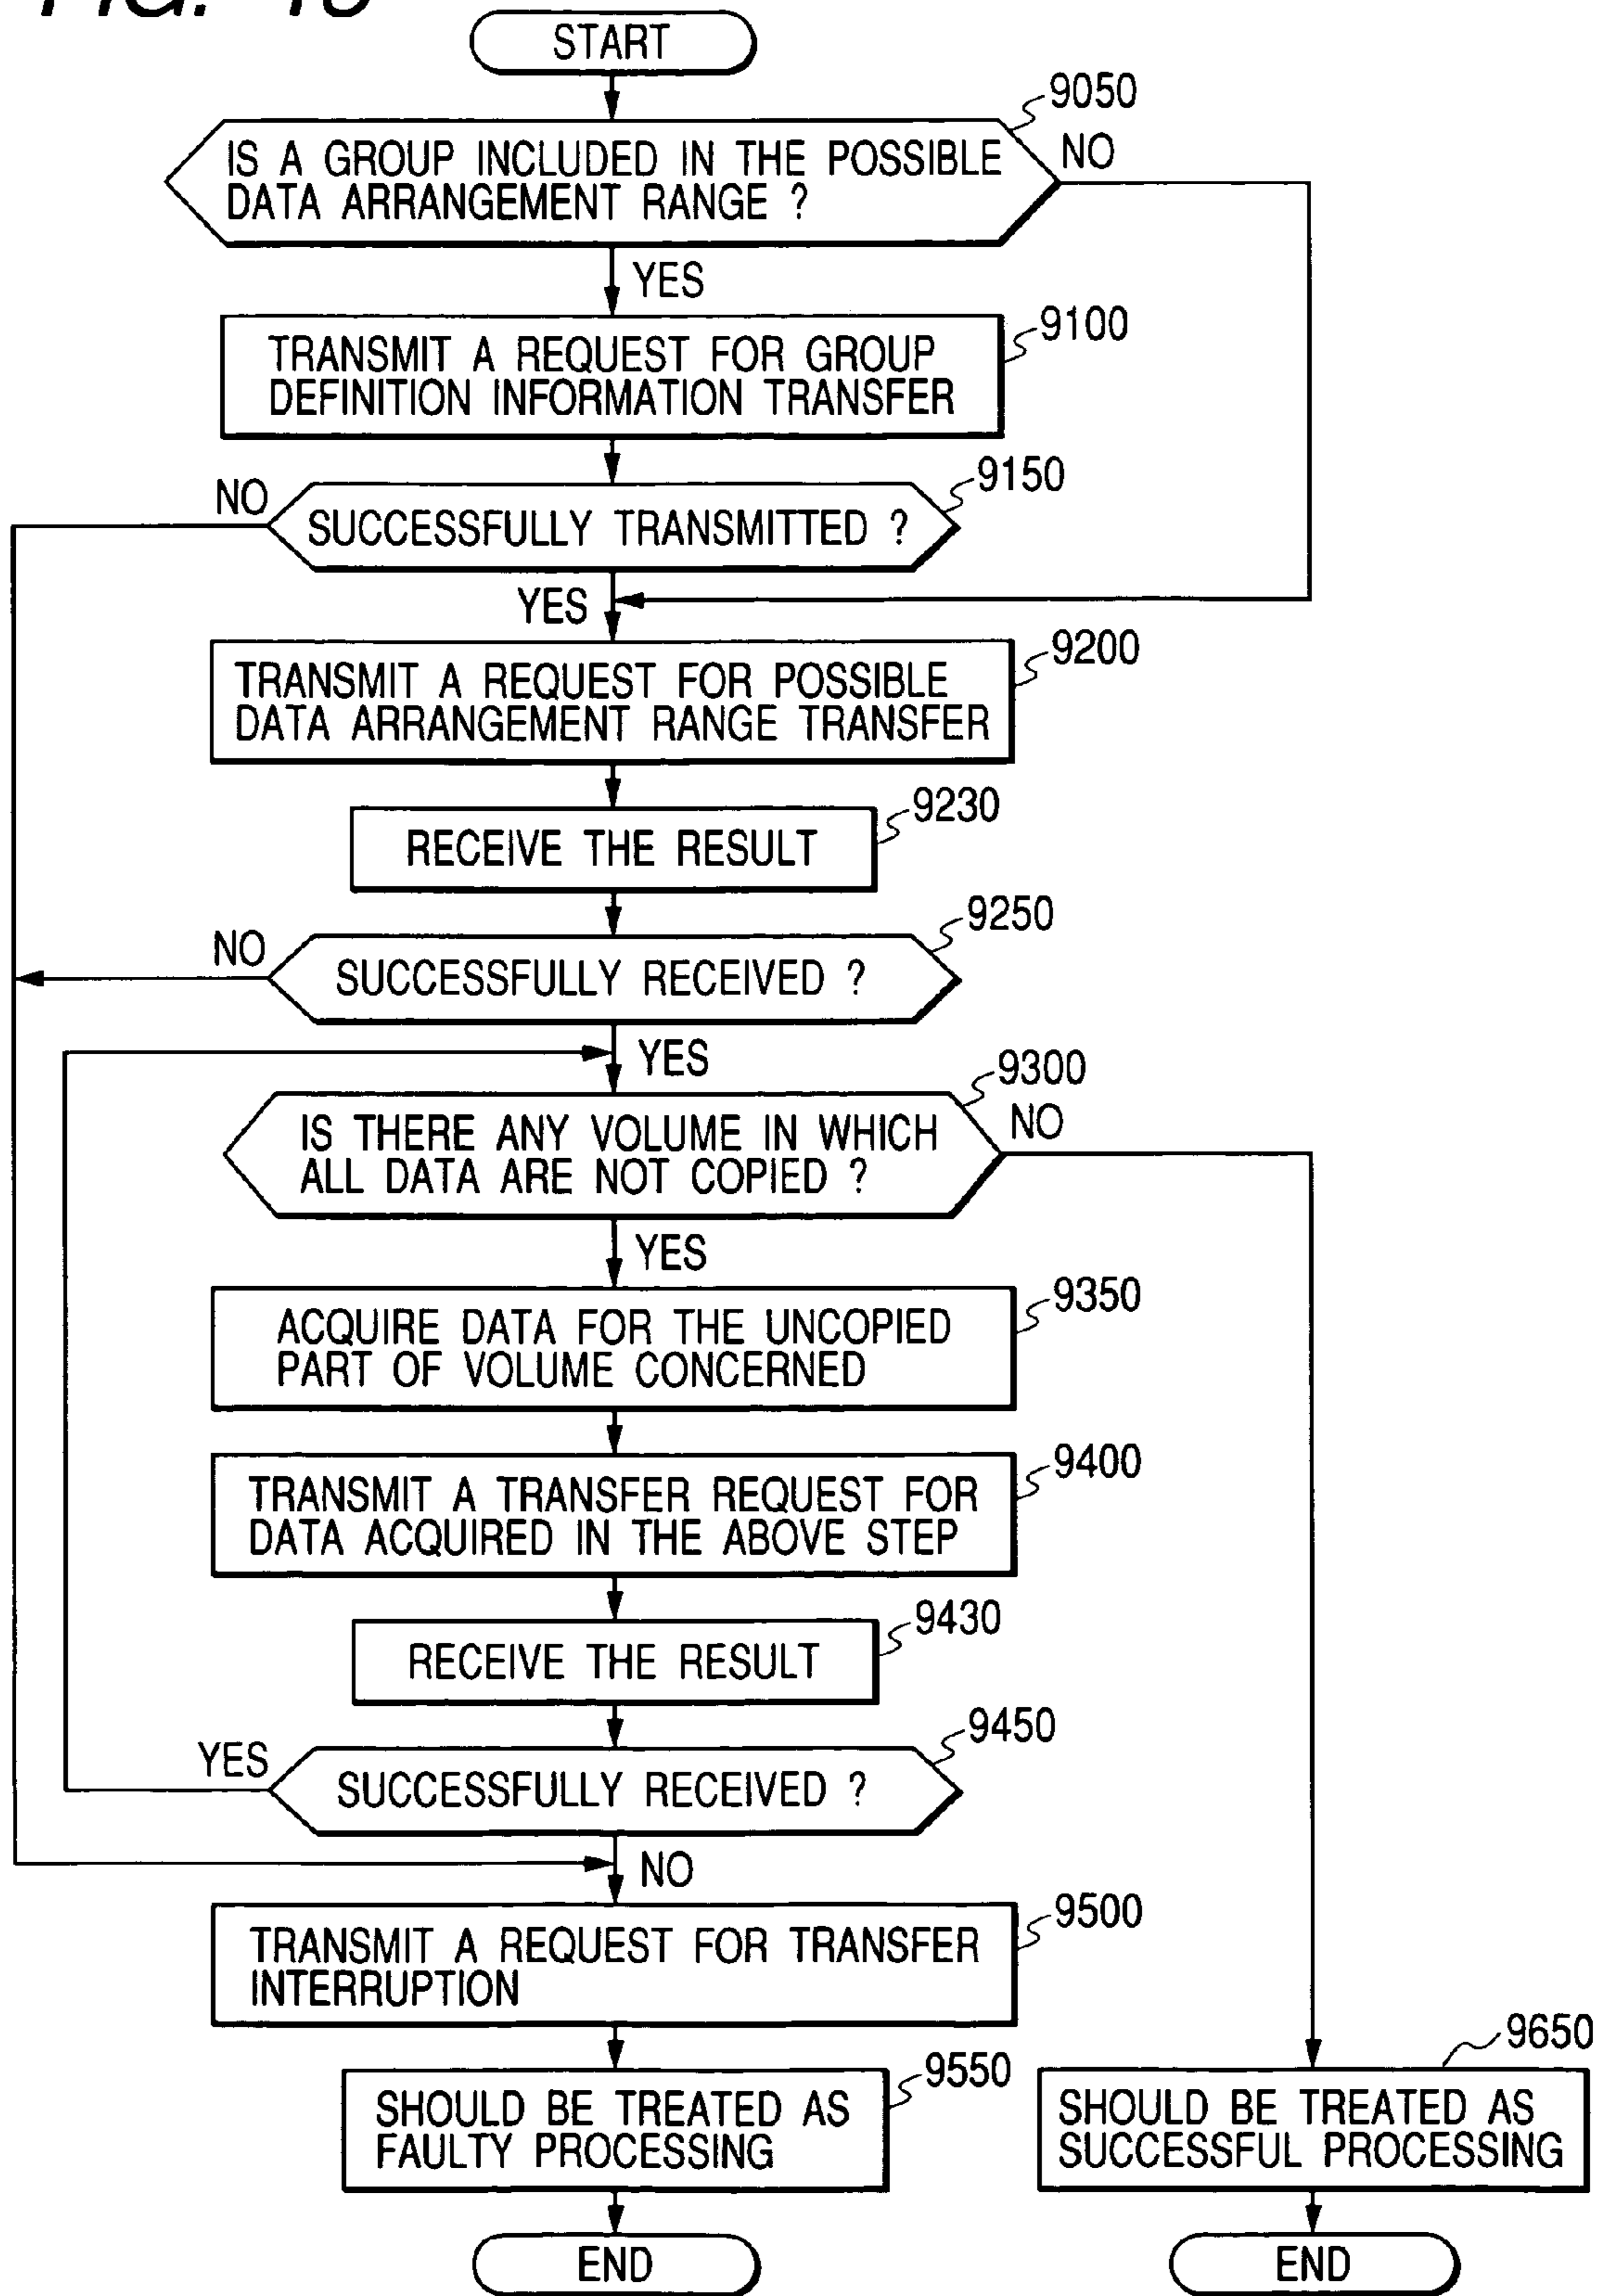 START
9050
IS A GROUP INCLUDED IN THE POSSIBLE
DATA ARRANGEMENT RANGE ?
NO
YES
9100
TRANSMIT A REQUEST FOR GROUP
DEFINITION INFORMATION TRANSFER
9150
NO
SUCCESSFULLY TRANSMITTED ?
YES
9200
TRANSMIT A REQUEST FOR POSSIBLE
DATA ARRANGEMENT RANGE TRANSFER
9230
RECEIVE THE RESULT
9250
NO
SUCCESSFULLY RECEIVED ?
YES
9300
IS THERE ANY VOLUME IN WHICH
ALL DATA ARE NOT COPIED ?
NO
YES
9350
ACQUIRE DATA FOR THE UNCOPIED
PART OF VOLUME CONCERNED
9400
TRANSMIT A TRANSFER REQUEST FOR
DATA ACQUIRED IN THE ABOVE STEP
9430
RECEIVE THE RESULT
9450
YES
SUCCESSFULLY RECEIVED ?
NO
9500
TRANSMIT A REQUEST FOR TRANSFER
INTERRUPTION
9550
SHOULD BE TREATED AS
FAULTY PROCESSING
9650
SHOULD BE TREATED AS
SUCCESSFUL PROCESSING
END
END